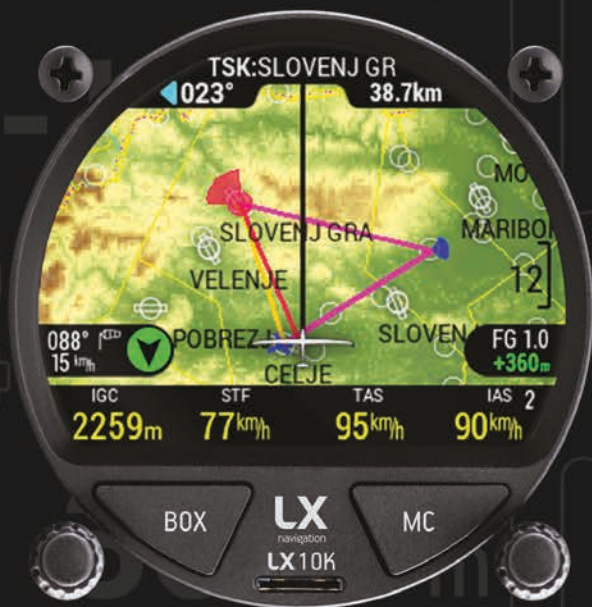 TSK:SLOVENJ GR
023° 38.7km
MO
SLOVENJ GRA MARIBO
VELENJE 12
088° POBREZ SLOVEN FG 1.0
15 km/h +360m
CELJE
IGC STF TAS IAS 2
2259m 77km/h 95km/h 90km/h
BOX LX MC
navigation
LX10K